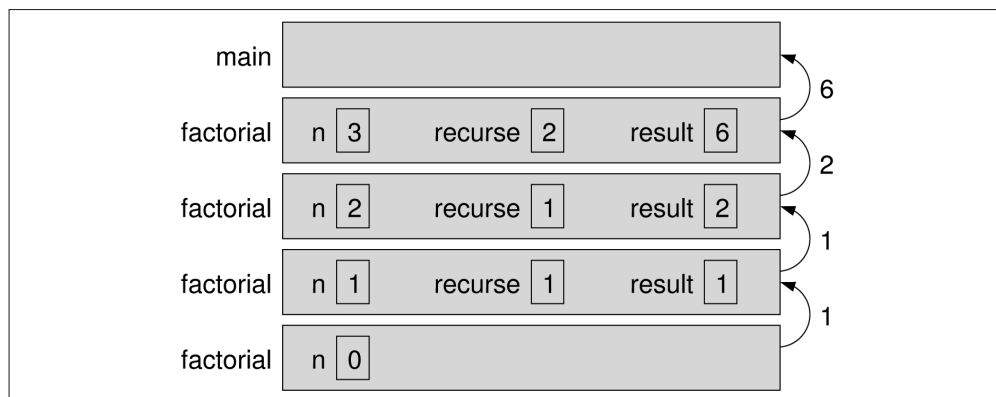 main
6
factorial n 3 recurse 2 result 6
2
factorial n 2 recurse 1 result 2
1
factorial n 1 recurse 1 result 1
1
factorial n 0